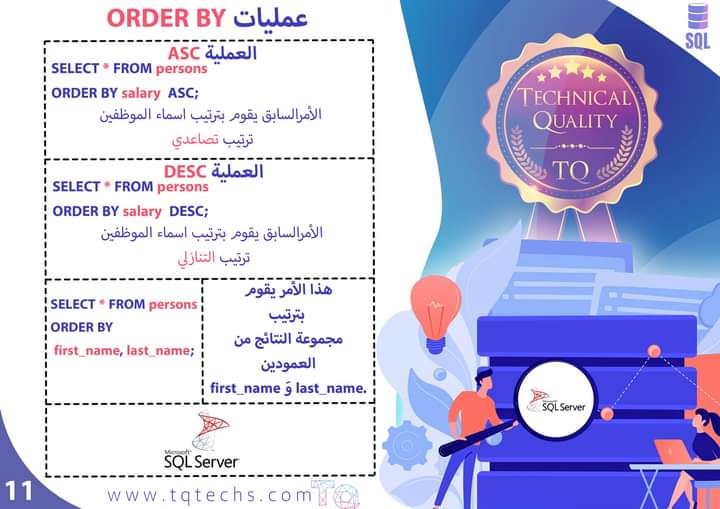 عمليات ORDER BY
العملية ASC
SELECT * FROM persons
ORDER BY salary ASC;
الأمرالسابق يقوم بترتيب اسماء الموظفين
ترتيب تصاعدي
العملية DESC
SELECT * FROM persons
ORDER BY salary DESC;
الأمرالسابق يقوم بترتيب اسماء الموظفين
ترتيب التنازلي
SELECT * FROM persons
ORDER BY
first_name, last_name;
هذا الأمر يقوم
بترتيب
مجموعة النتائج من
العمودين
first_name وَ last_name.
Microsoft
SQL Server
11
www.tqtechs.com
TQ
SQL
TECHNICAL
QUALITY
TQ
Microsoft
SQL Server